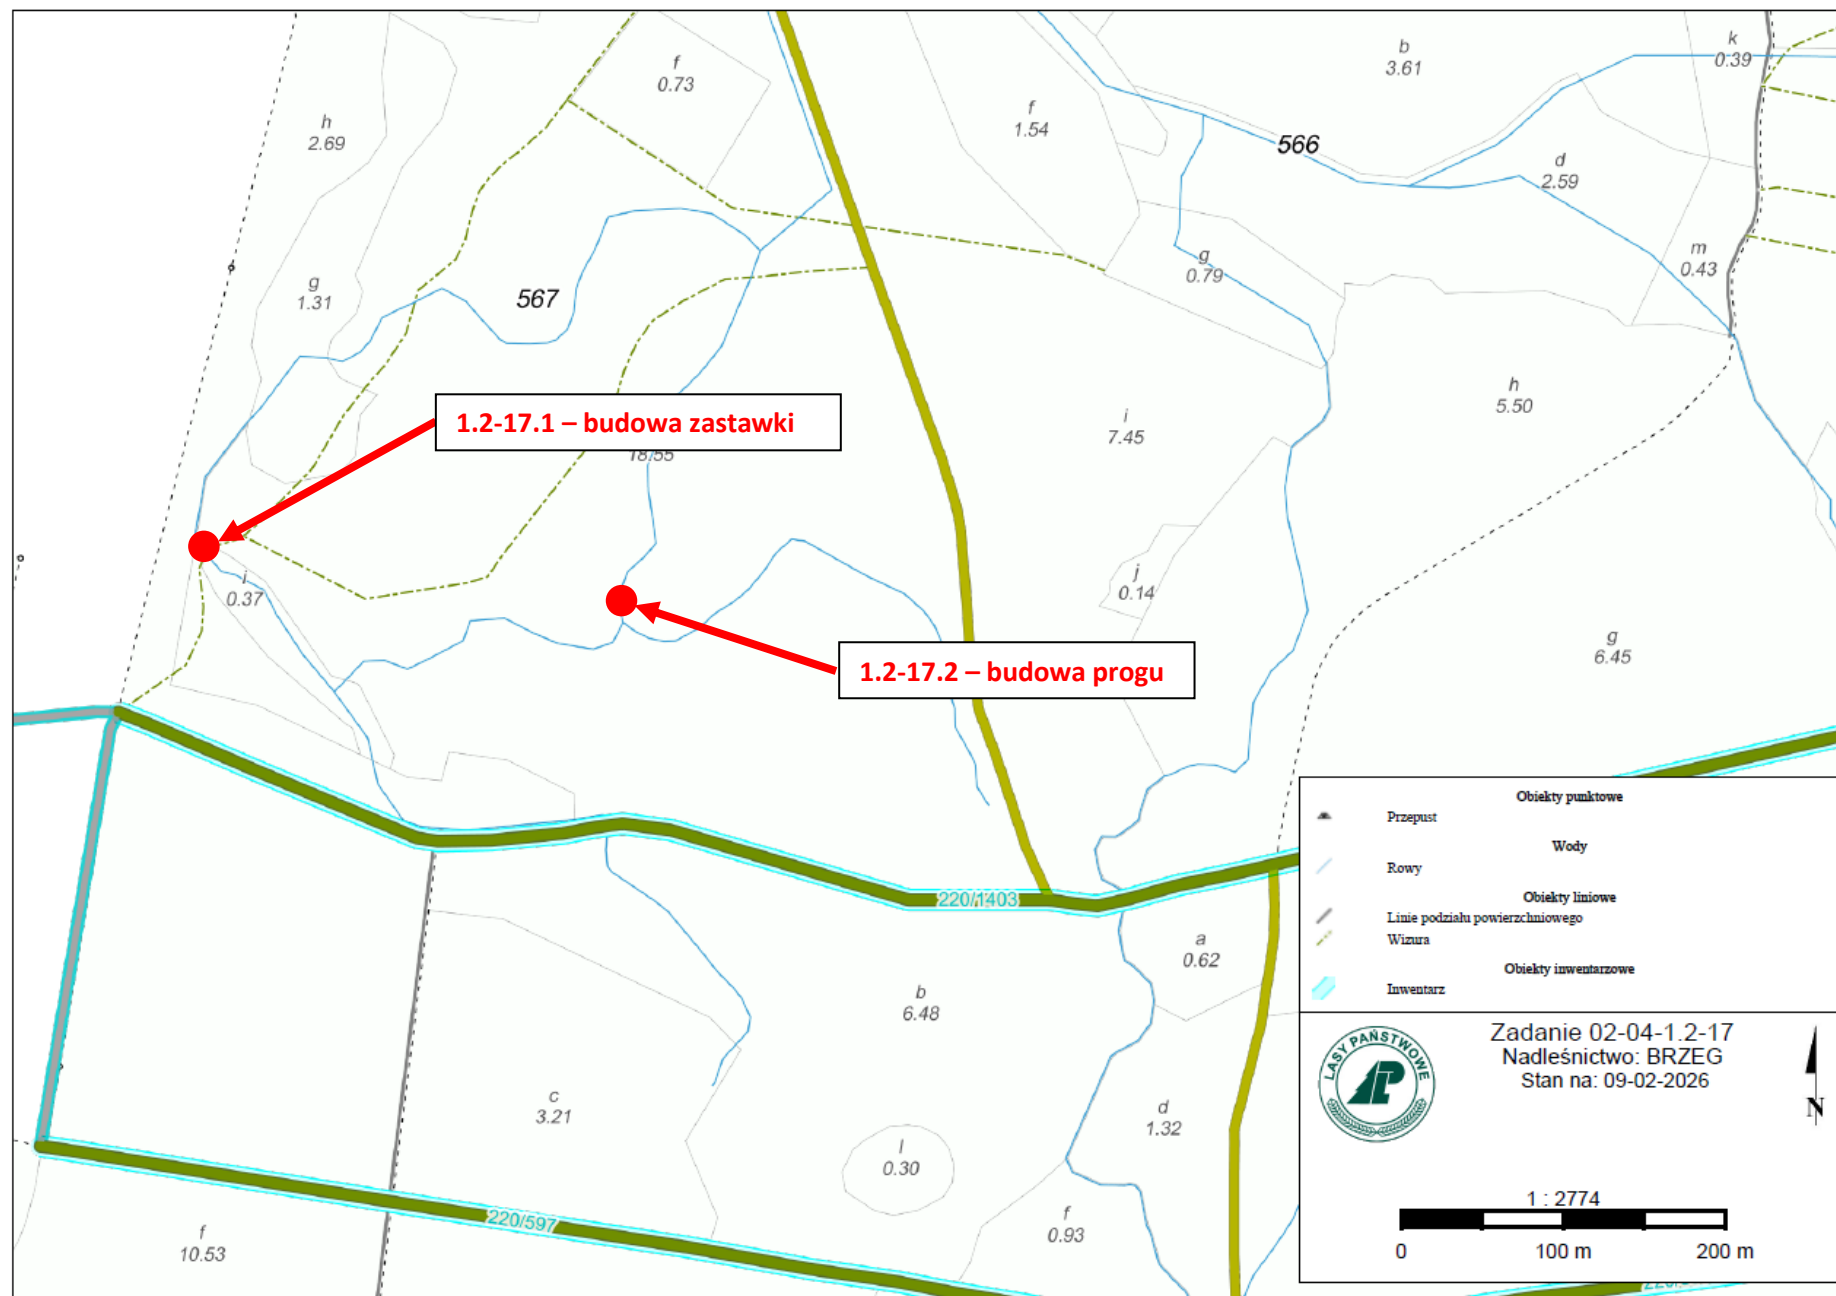 f
0.73
b
3.61
k
0.39
h
2.69
f
1.54
566
d
2.59
g
1.31
567
g
0.79
m
0.43
1.2-17.1 – budowa zastawki
18.55
i
7.45
h
5.50
i
0.37
j
0.14
1.2-17.2 – budowa progu
g
6.45
220/1403
a
0.62
b
6.48
c
3.21
d
1.32
l
0.30
f
0.93
f
10.53
220/597
Obiekty punktowe
Przepust
Wody
Rowy
Obiekty liniowe
Linie podziału powierzchniowego
Wizura
Obiekty inwentarzowe
Inwentarz
LASY PAŃSTWOWE
Zadanie 02-04-1.2-17
Nadleśnictwo: BRZEG
Stan na: 09-02-2026
N
1 : 2774
0 100 m 200 m